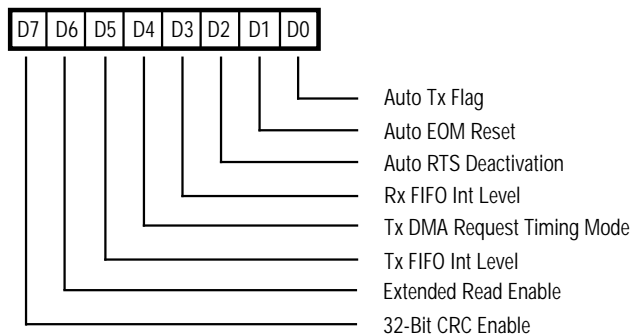 D7 D6 D5 D4 D3 D2 D1 D0
Auto Tx Flag
Auto EOM Reset
Auto RTS Deactivation
Rx FIFO Int Level
Tx DMA Request Timing Mode
Tx FIFO Int Level
Extended Read Enable
32-Bit CRC Enable